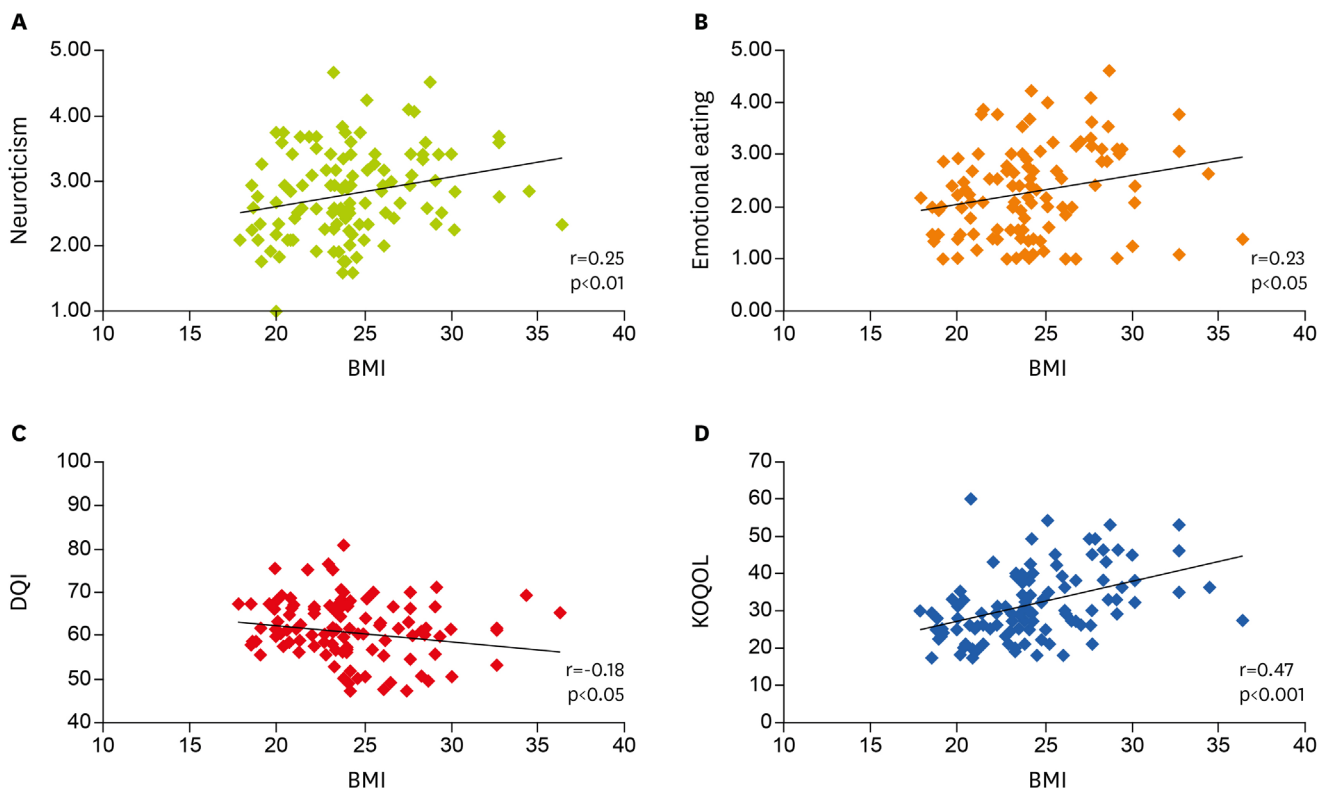 A
5.00
4.00
3.00
2.00
1.00
Neuroticism
10 15 20 25 30 35 40
BMI
r=0.25
p<0.01
B
5.00
4.00
3.00
2.00
1.00
0.00
Emotional eating
10 15 20 25 30 35 40
BMI
r=0.23
p<0.05
C
100
90
80
70
60
50
40
DQI
10 15 20 25 30 35 40
BMI
r=-0.18
p<0.05
D
70
60
50
40
30
20
10
0
KOQOL
10 15 20 25 30 35 40
BMI
r=0.47
p<0.001